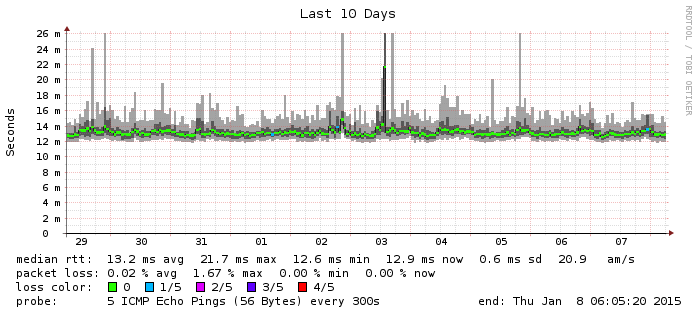 Last 10 Days
RRDTOOL / TOBI OETIKER
Seconds
26 m
24 m
22 m
20 m
18 m
16 m
14 m
12 m
10 m
8 m
6 m
4 m
2 m
0
29 30 31 01 02 03 04 05 06 07
median rtt: 13.2 ms avg 21.7 ms max 12.6 ms min 12.9 ms now 0.6 ms sd 20.9 am/s
packet loss: 0.02 % avg 1.67 % max 0.00 % min 0.00 % now
loss color: 0 1/5 2/5 3/5 4/5
probe: 5 ICMP Echo Pings (56 Bytes) every 300s end: Thu Jan 8 06:05:20 2015